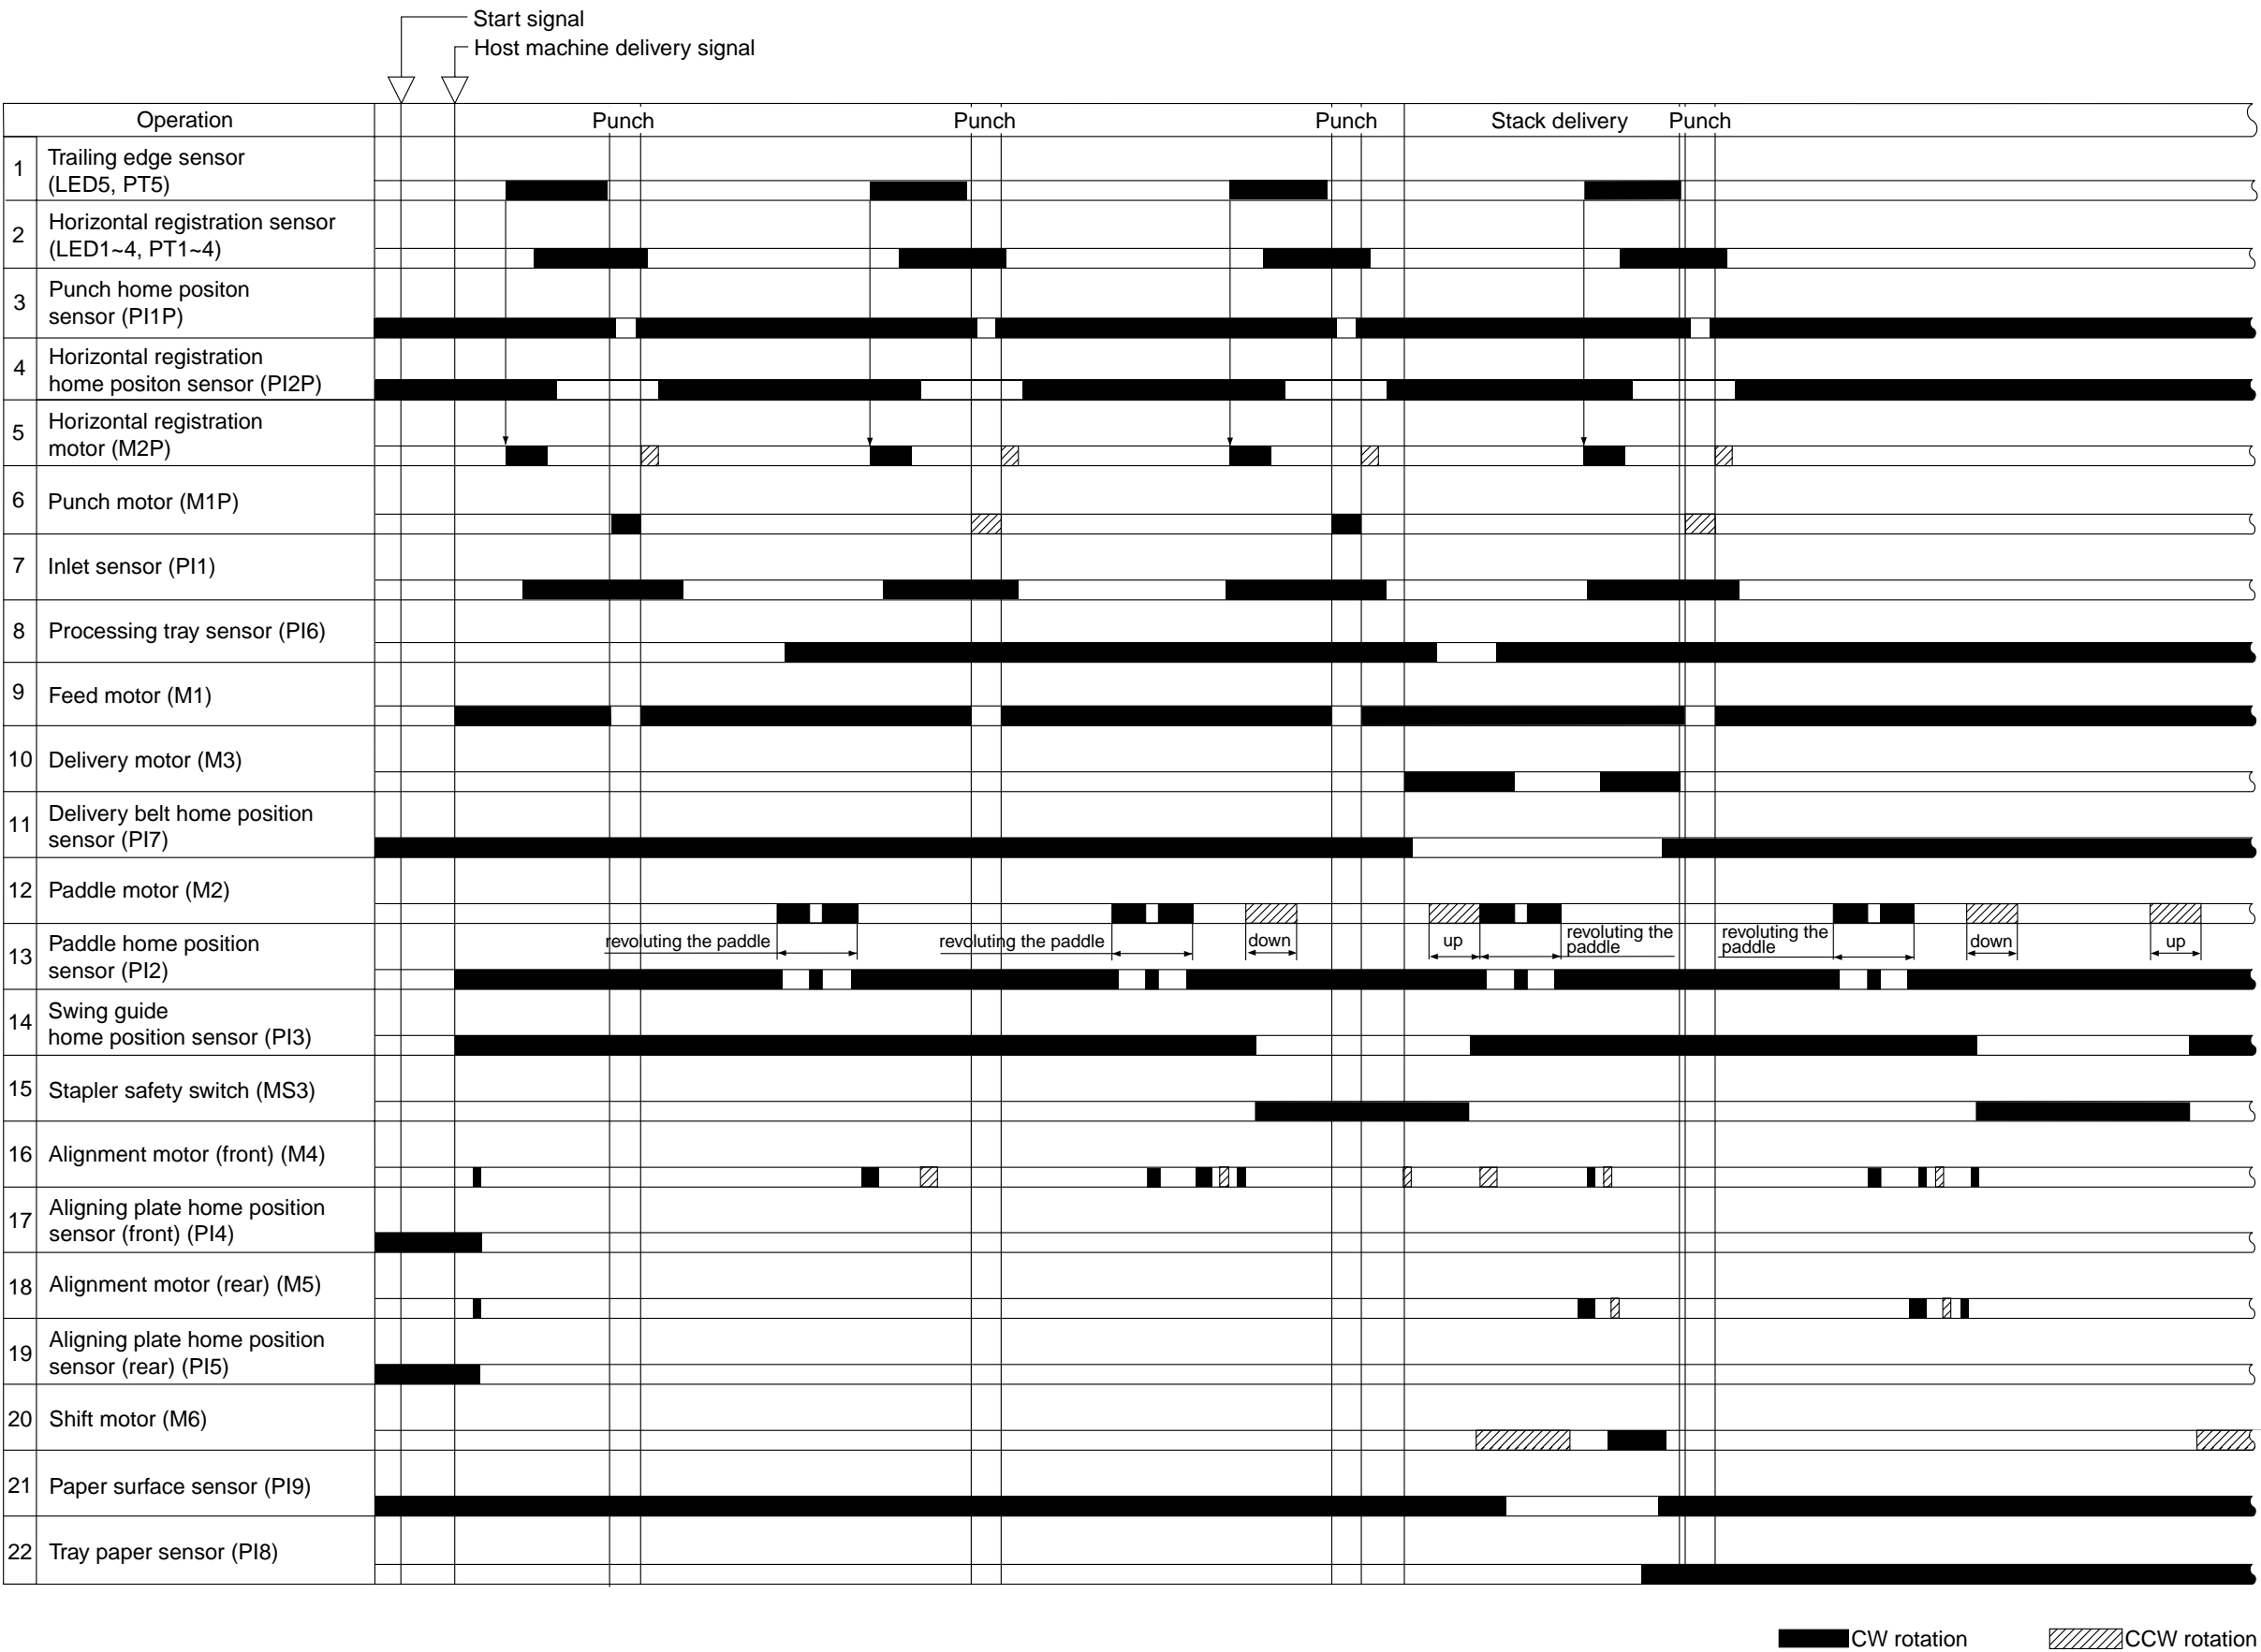 Start signal
Host machine delivery signal
Operation
Punch
Punch
Punch
Stack delivery
Punch
1
Trailing edge sensor
(LED5, PT5)
2
Horizontal registration sensor
(LED1~4, PT1~4)
3
Punch home positon
sensor (PI1P)
4
Horizontal registration
home positon sensor (PI2P)
5
Horizontal registration
motor (M2P)
6
Punch motor (M1P)
7
Inlet sensor (PI1)
8
Processing tray sensor (PI6)
9
Feed motor (M1)
10
Delivery motor (M3)
11
Delivery belt home position
sensor (PI7)
12
Paddle motor (M2)
13
Paddle home position
sensor (PI2)
revoluting the paddle
revoluting the paddle
down
up
revoluting the
paddle
revoluting the
paddle
down
up
14
Swing guide
home position sensor (PI3)
15
Stapler safety switch (MS3)
16
Alignment motor (front) (M4)
17
Aligning plate home position
sensor (front) (PI4)
18
Alignment motor (rear) (M5)
19
Aligning plate home position
sensor (rear) (PI5)
20
Shift motor (M6)
21
Paper surface sensor (PI9)
22
Tray paper sensor (PI8)
CW rotation
CCW rotation